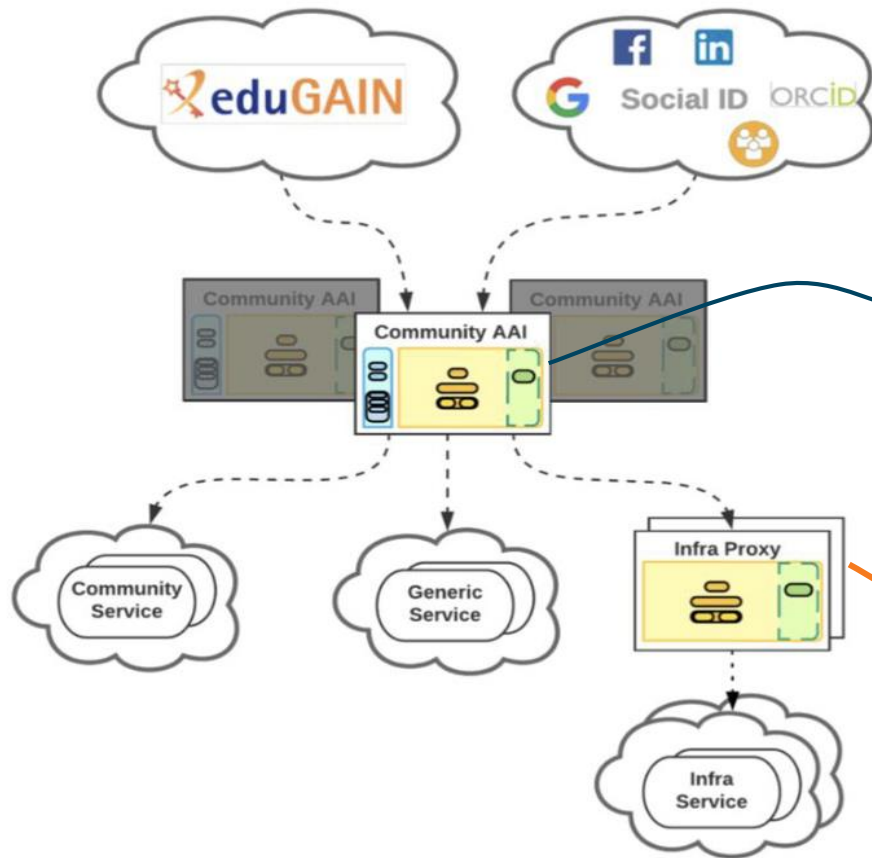 eduGAIN
Social ID
ORCID
Community AAI
Community AAI
Community AAI
Community
Service
Generic
Service
Infra Proxy
Infra
Service